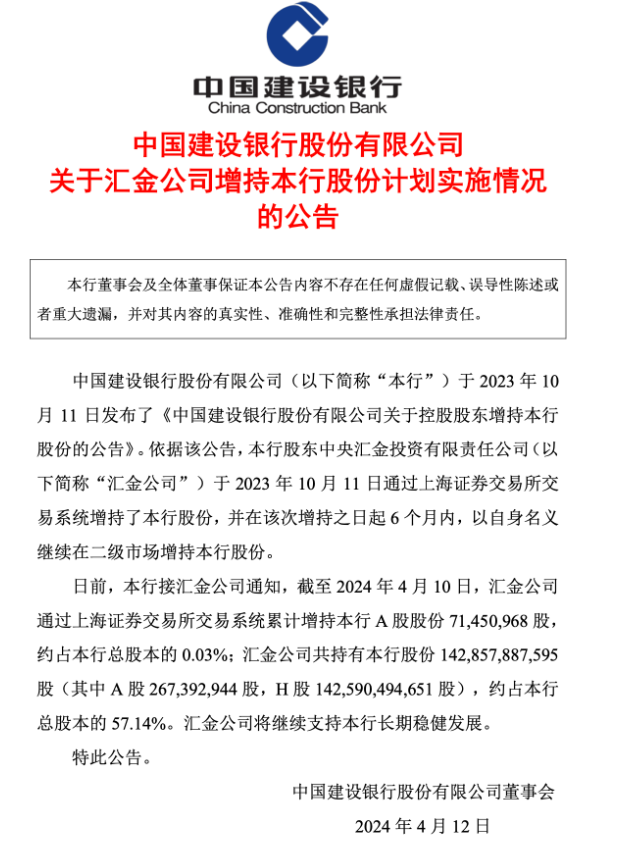 中国建设银行
China Construction Bank
中国建设银行股份有限公司
关于汇金公司增持本行股份计划实施情况
的公告
本行董事会及全体董事保证本公告内容不存在任何虚假记载、误导性陈述或
者重大遗漏，并对其内容的真实性、准确性和完整性承担法律责任。
中国建设银行股份有限公司（以下简称“本行”）于 2023 年 10
月 11 日发布了《中国建设银行股份有限公司关于控股股东增持本行
股份的公告》。依据该公告，本行股东中央汇金投资有限责任公司（以
下简称“汇金公司”）于 2023 年 10 月 11 日通过上海证券交易所交
易系统增持了本行股份，并在该次增持之日起 6 个月内，以自身名义
继续在二级市场增持本行股份。
日前，本行接汇金公司通知，截至 2024 年 4 月 10 日，汇金公司
通过上海证券交易所交易系统累计增持本行 A 股股份 71,450,968 股，
约占本行总股本的 0.03%；汇金公司共持有本行股份 142,857,887,595
股（其中 A 股 267,392,944 股，H 股 142,590,494,651 股），约占本行
总股本的 57.14%。汇金公司将继续支持本行长期稳健发展。
特此公告。
中国建设银行股份有限公司董事会
2024 年 4 月 12 日